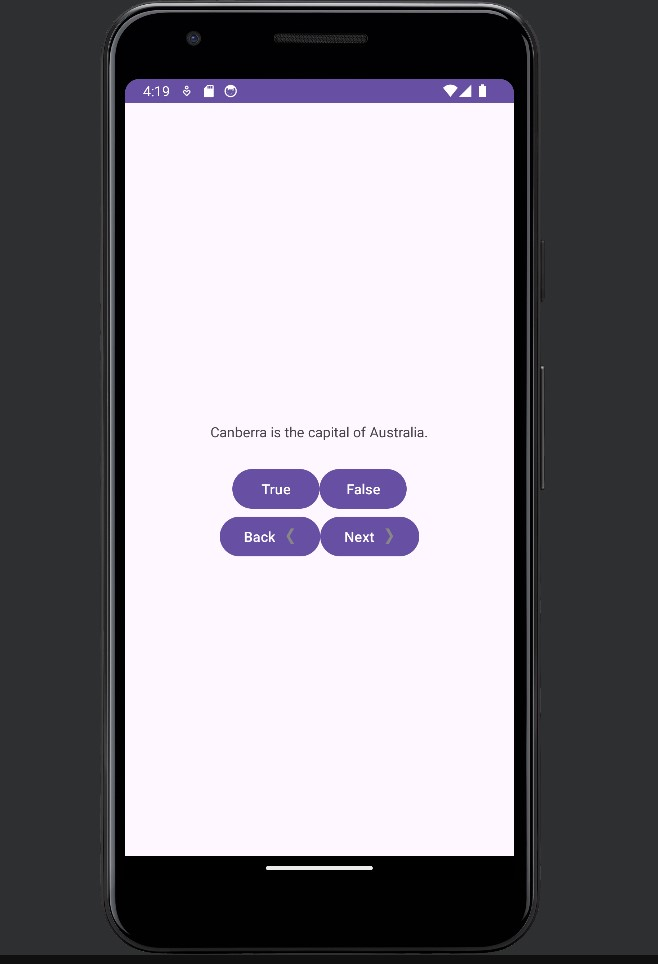 4:19
Canberra is the capital of Australia.
True False
Back ❮ Next ❯